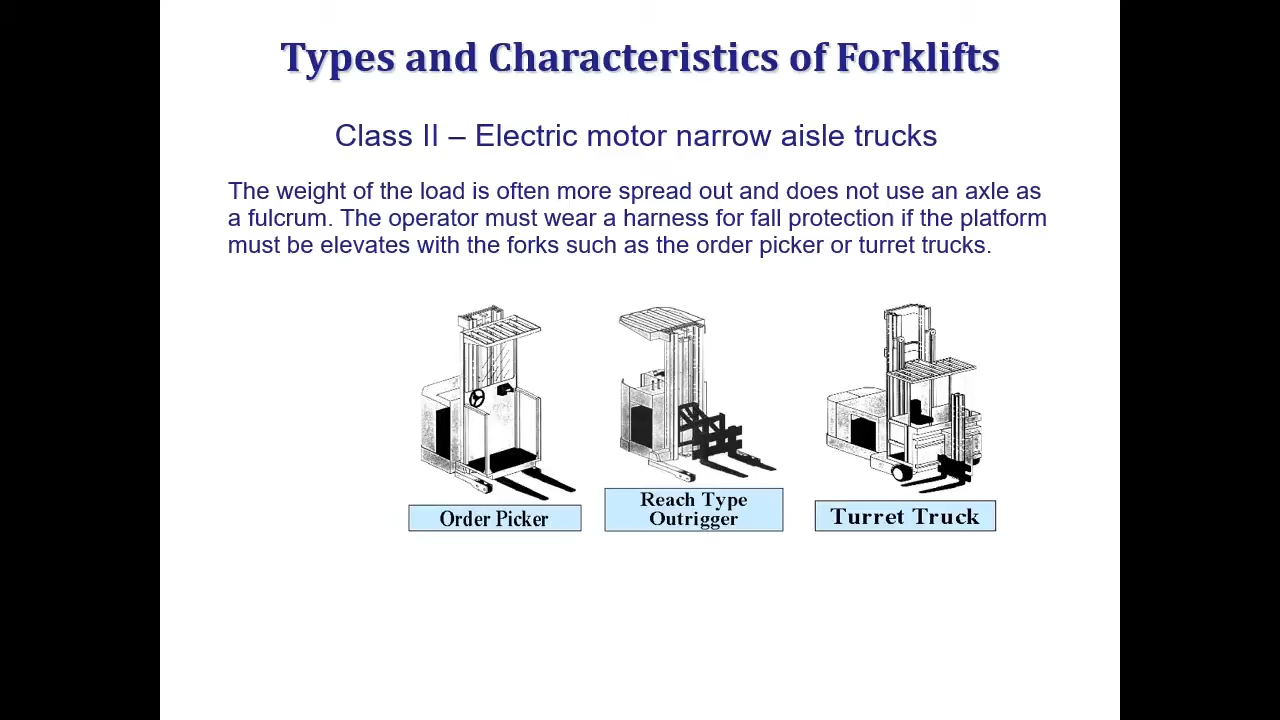 Types and Characteristics of Forklifts
Class II – Electric motor narrow aisle trucks
The weight of the load is often more spread out and does not use an axle as
a fulcrum. The operator must wear a harness for fall protection if the platform
must be elevates with the forks such as the order picker or turret trucks.
Order Picker
Reach Type
Outrigger
Turret Truck